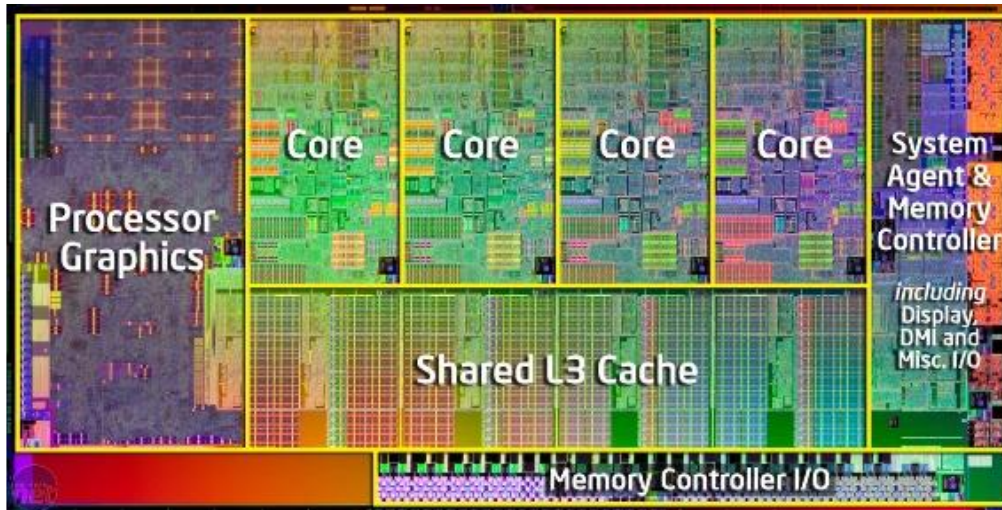 Processor
Graphics
Core
Core
Core
Core
System
Agent &
Memory
Controller
including
Display,
DMI and
Misc. I/O
Shared L3 Cache
Memory Controller I/O